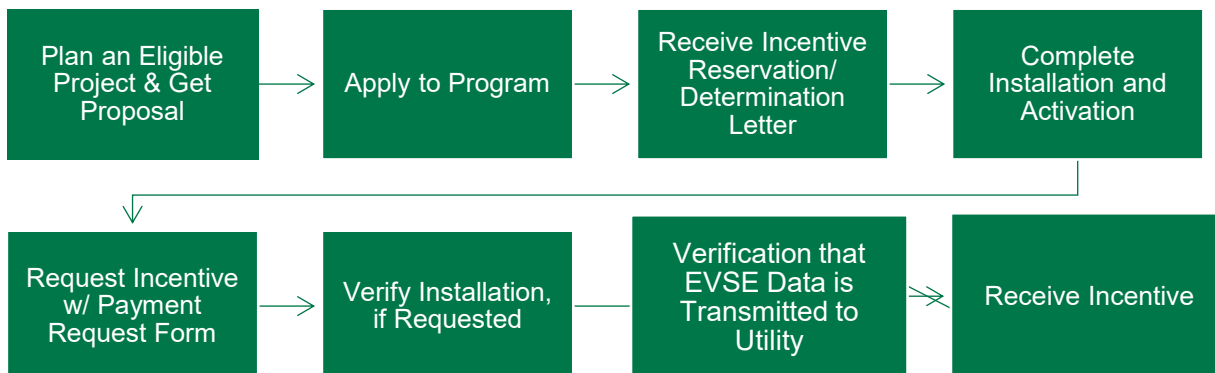 Plan an Eligible
Project & Get
Proposal
Apply to Program
Receive Incentive
Reservation/
Determination
Letter
Complete
Installation and
Activation
Request Incentive
w/ Payment
Request Form
Verify Installation,
if Requested
Verification that
EVSE Data is
Transmitted to
Utility
Receive Incentive